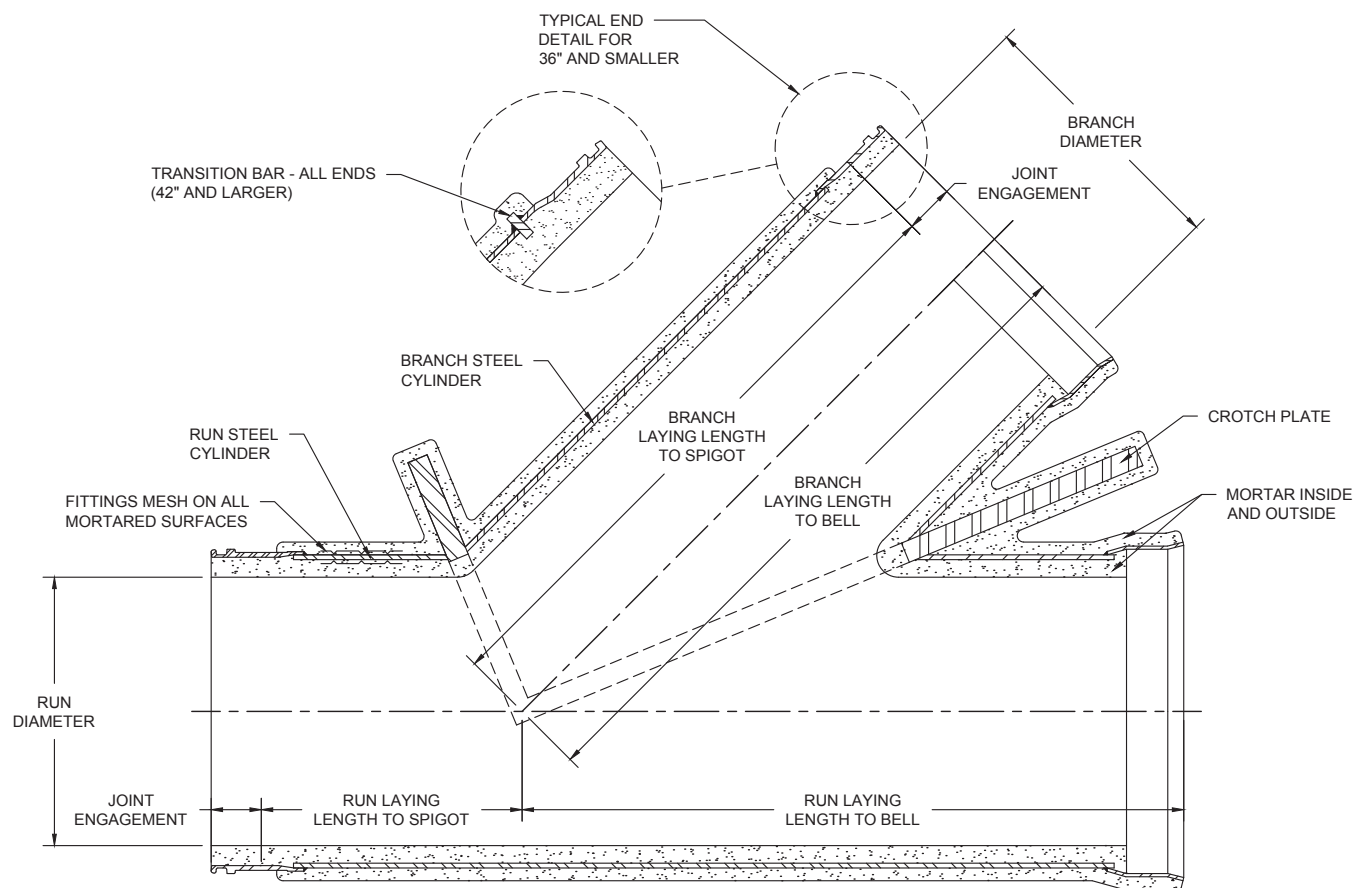 TYPICAL END
DETAIL FOR
36" AND SMALLER
BRANCH
DIAMETER
TRANSITION BAR - ALL ENDS
(42" AND LARGER)
JOINT
ENGAGEMENT
BRANCH STEEL
CYLINDER
BRANCH
LAYING LENGTH
TO SPIGOT
CROTCH PLATE
RUN STEEL
CYLINDER
BRANCH
LAYING LENGTH
TO BELL
FITTINGS MESH ON ALL
MORTARED SURFACES
MORTAR INSIDE
AND OUTSIDE
RUN
DIAMETER
JOINT
ENGAGEMENT
RUN LAYING
LENGTH TO SPIGOT
RUN LAYING
LENGTH TO BELL